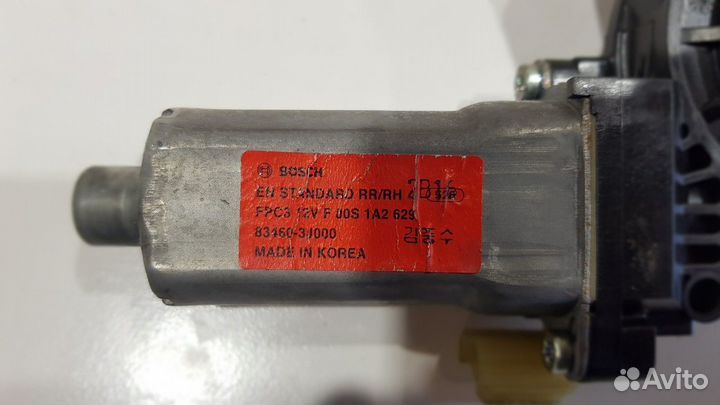 BOSCH
EN STANDARD RR/RH
FPC3 12V F 00S 1A2 629
83460-3J000
MADE IN KOREA
Avito